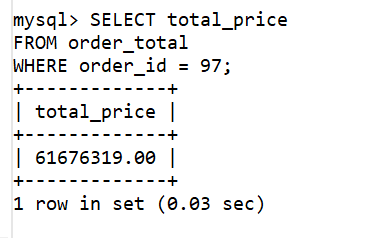 mysql> SELECT total_price
FROM order_total
WHERE order_id = 97;
+-------------+
| total_price |
+-------------+
| 61676319.00 |
+-------------+
1 row in set (0.03 sec)